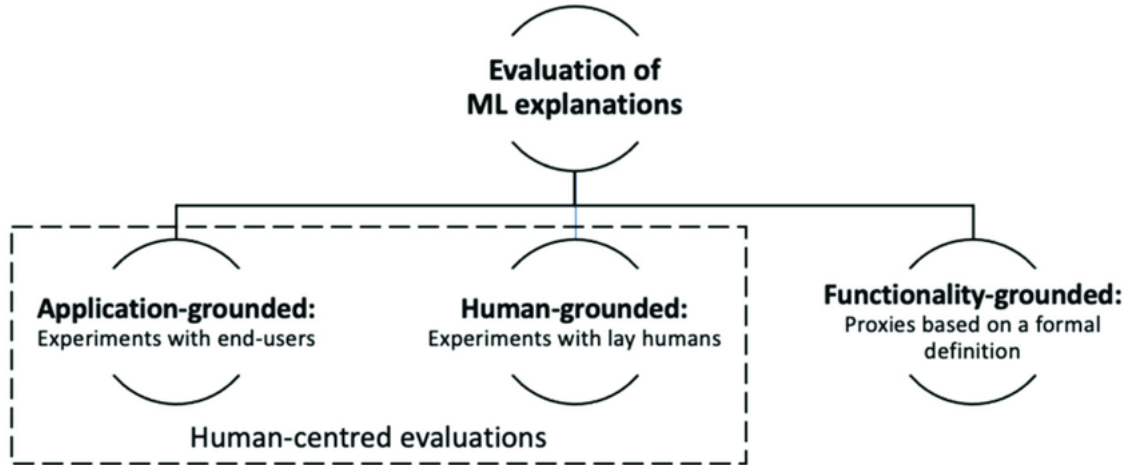 Evaluation of
ML explanations
Application-grounded:
Experiments with end-users
Human-grounded:
Experiments with lay humans
Functionality-grounded:
Proxies based on a formal
definition
Human-centred evaluations